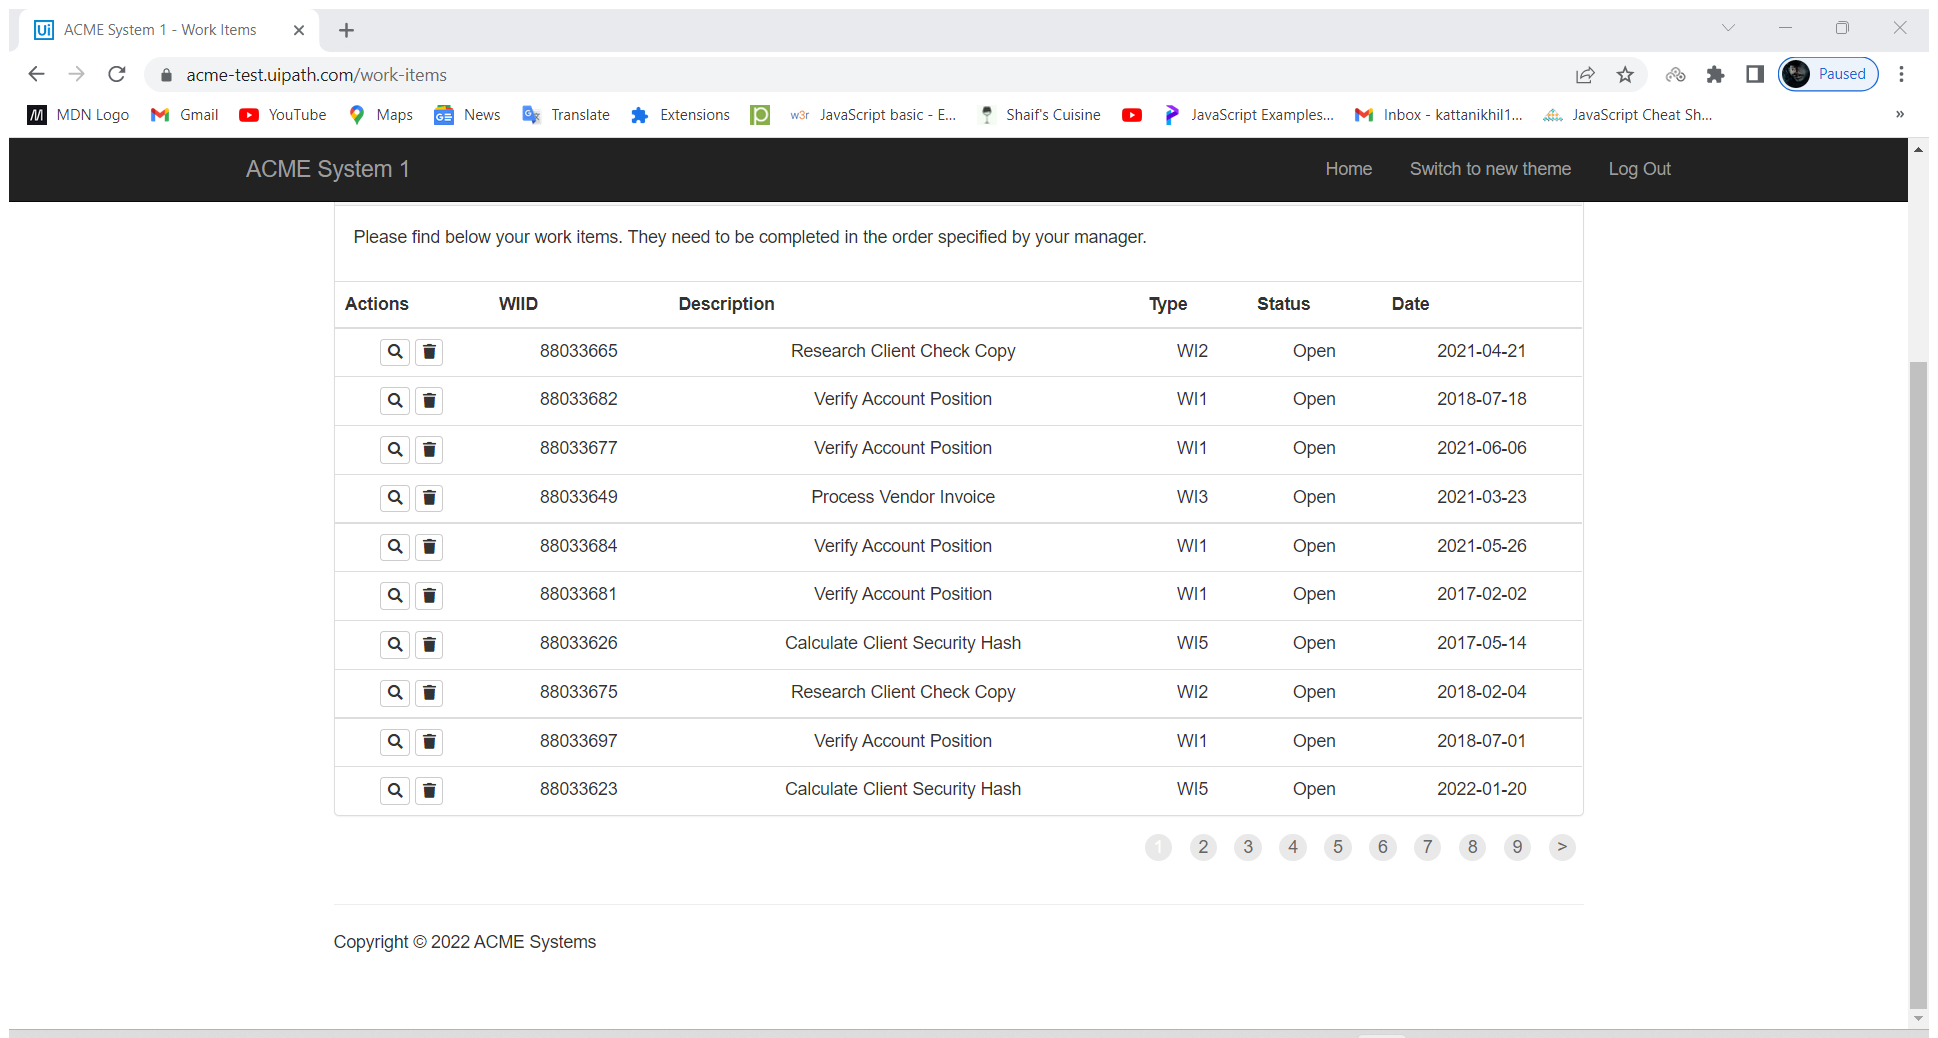 Ui ACME System 1 - Work Items
acme-test.uipath.com/work-items Paused
M MDN Logo Gmail YouTube Maps GE News Translate Extensions w3r JavaScript basic - E... Shaif's Cuisine JavaScript Examples... Inbox - kattanikhil1... JavaScript Cheat Sh... »
ACME System 1 Home Switch to new theme Log Out
Please find below your work items. They need to be completed in the order specified by your manager.
Actions WIID Description Type Status Date
88033665 Research Client Check Copy WI2 Open 2021-04-21
88033682 Verify Account Position WI1 Open 2018-07-18
88033677 Verify Account Position WI1 Open 2021-06-06
88033649 Process Vendor Invoice WI3 Open 2021-03-23
88033684 Verify Account Position WI1 Open 2021-05-26
88033681 Verify Account Position WI1 Open 2017-02-02
88033626 Calculate Client Security Hash WI5 Open 2017-05-14
88033675 Research Client Check Copy WI2 Open 2018-02-04
88033697 Verify Account Position WI1 Open 2018-07-01
88033623 Calculate Client Security Hash WI5 Open 2022-01-20
1 2 3 4 5 6 7 8 9 >
Copyright © 2022 ACME Systems